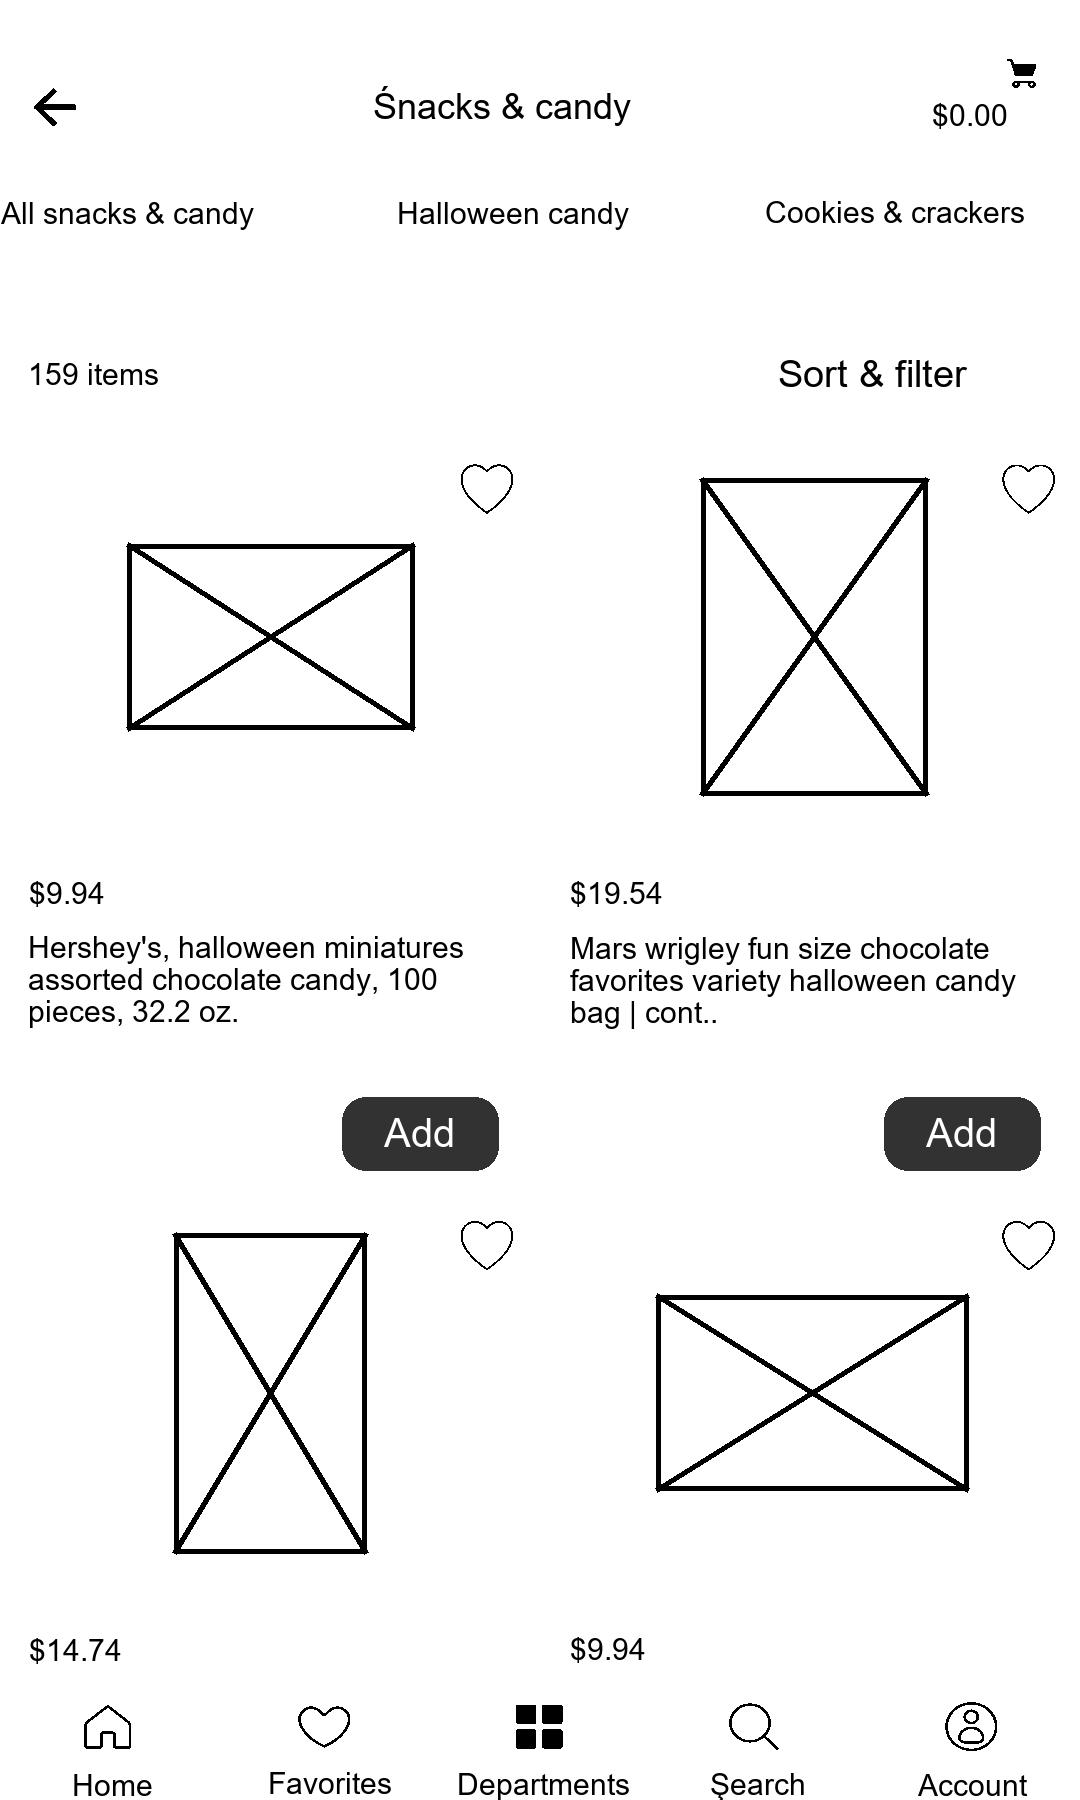 Śnacks & candy
$0.00
All snacks & candy
Halloween candy
Cookies & crackers
159 items
Sort & filter
$9.94
Hershey's, halloween miniatures
assorted chocolate candy, 100
pieces, 32.2 oz.
Add
$19.54
Mars wrigley fun size chocolate
favorites variety halloween candy
bag | cont..
Add
$14.74
$9.94
Home
Favorites
Departments
Şearch
Account